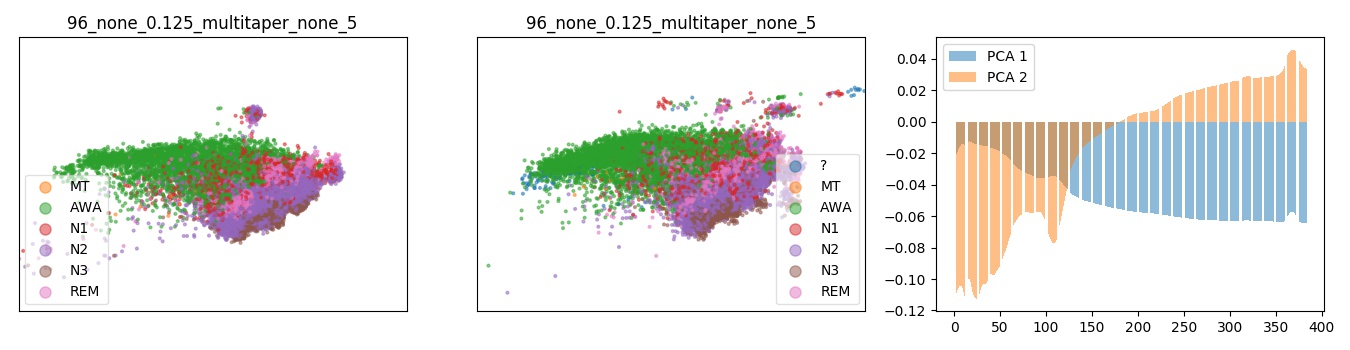 96_none_0.125_multitaper_none_5
MT
AWA
N1
N2
N3
REM
96_none_0.125_multitaper_none_5
?
MT
AWA
N1
N2
N3
REM
PCA 1
PCA 2
0.04
0.02
0.00
−0.02
−0.04
−0.06
−0.08
−0.10
−0.12
0 50 100 150 200 250 300 350 400